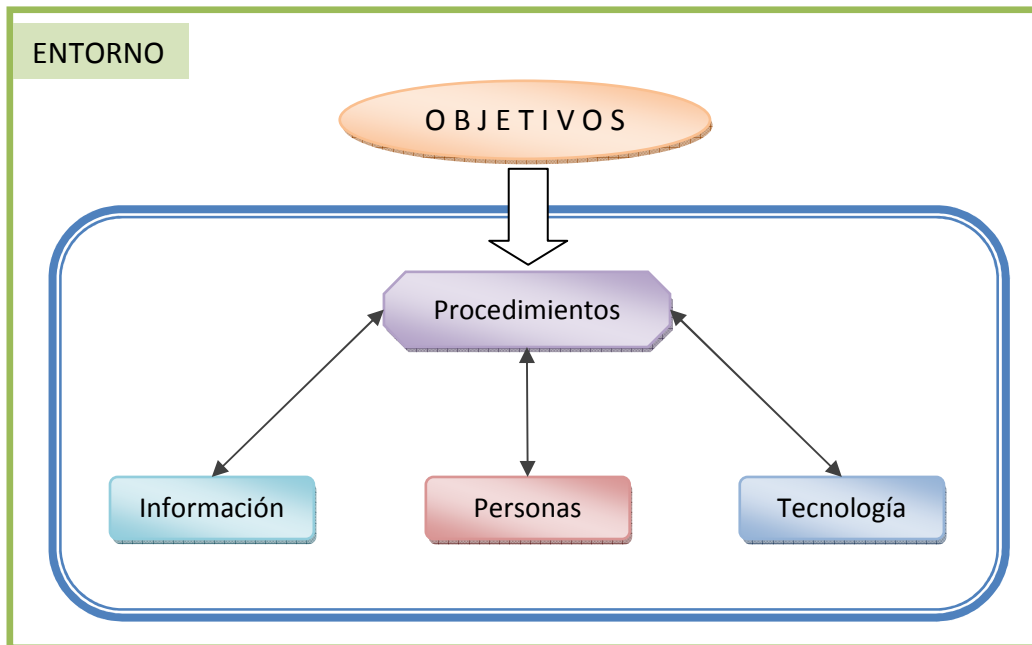 ENTORNO
O B J E T I V O S
Procedimientos
Información
Personas
Tecnología